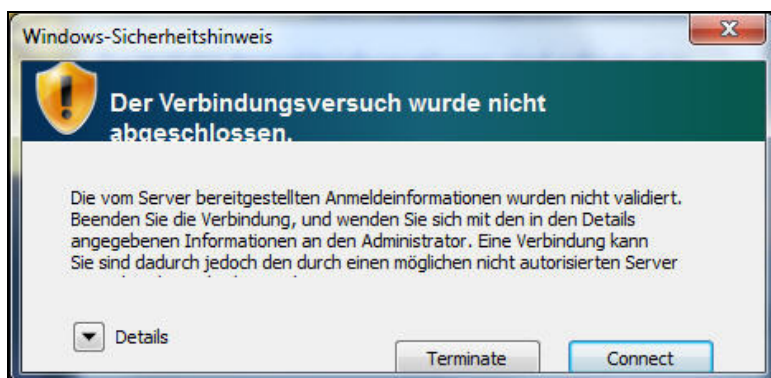 Windows-Sicherheitshinweis
Der Verbindungsversuch wurde nicht
abgeschlossen.
Die vom Server bereitgestellten Anmeldeinformationen wurden nicht validiert.
Beenden Sie die Verbindung, und wenden Sie sich mit den in den Details
angegebenen Informationen an den Administrator. Eine Verbindung kann
Sie sind dadurch jedoch den durch einen möglichen nicht autorisierten Server
Details
Terminate
Connect